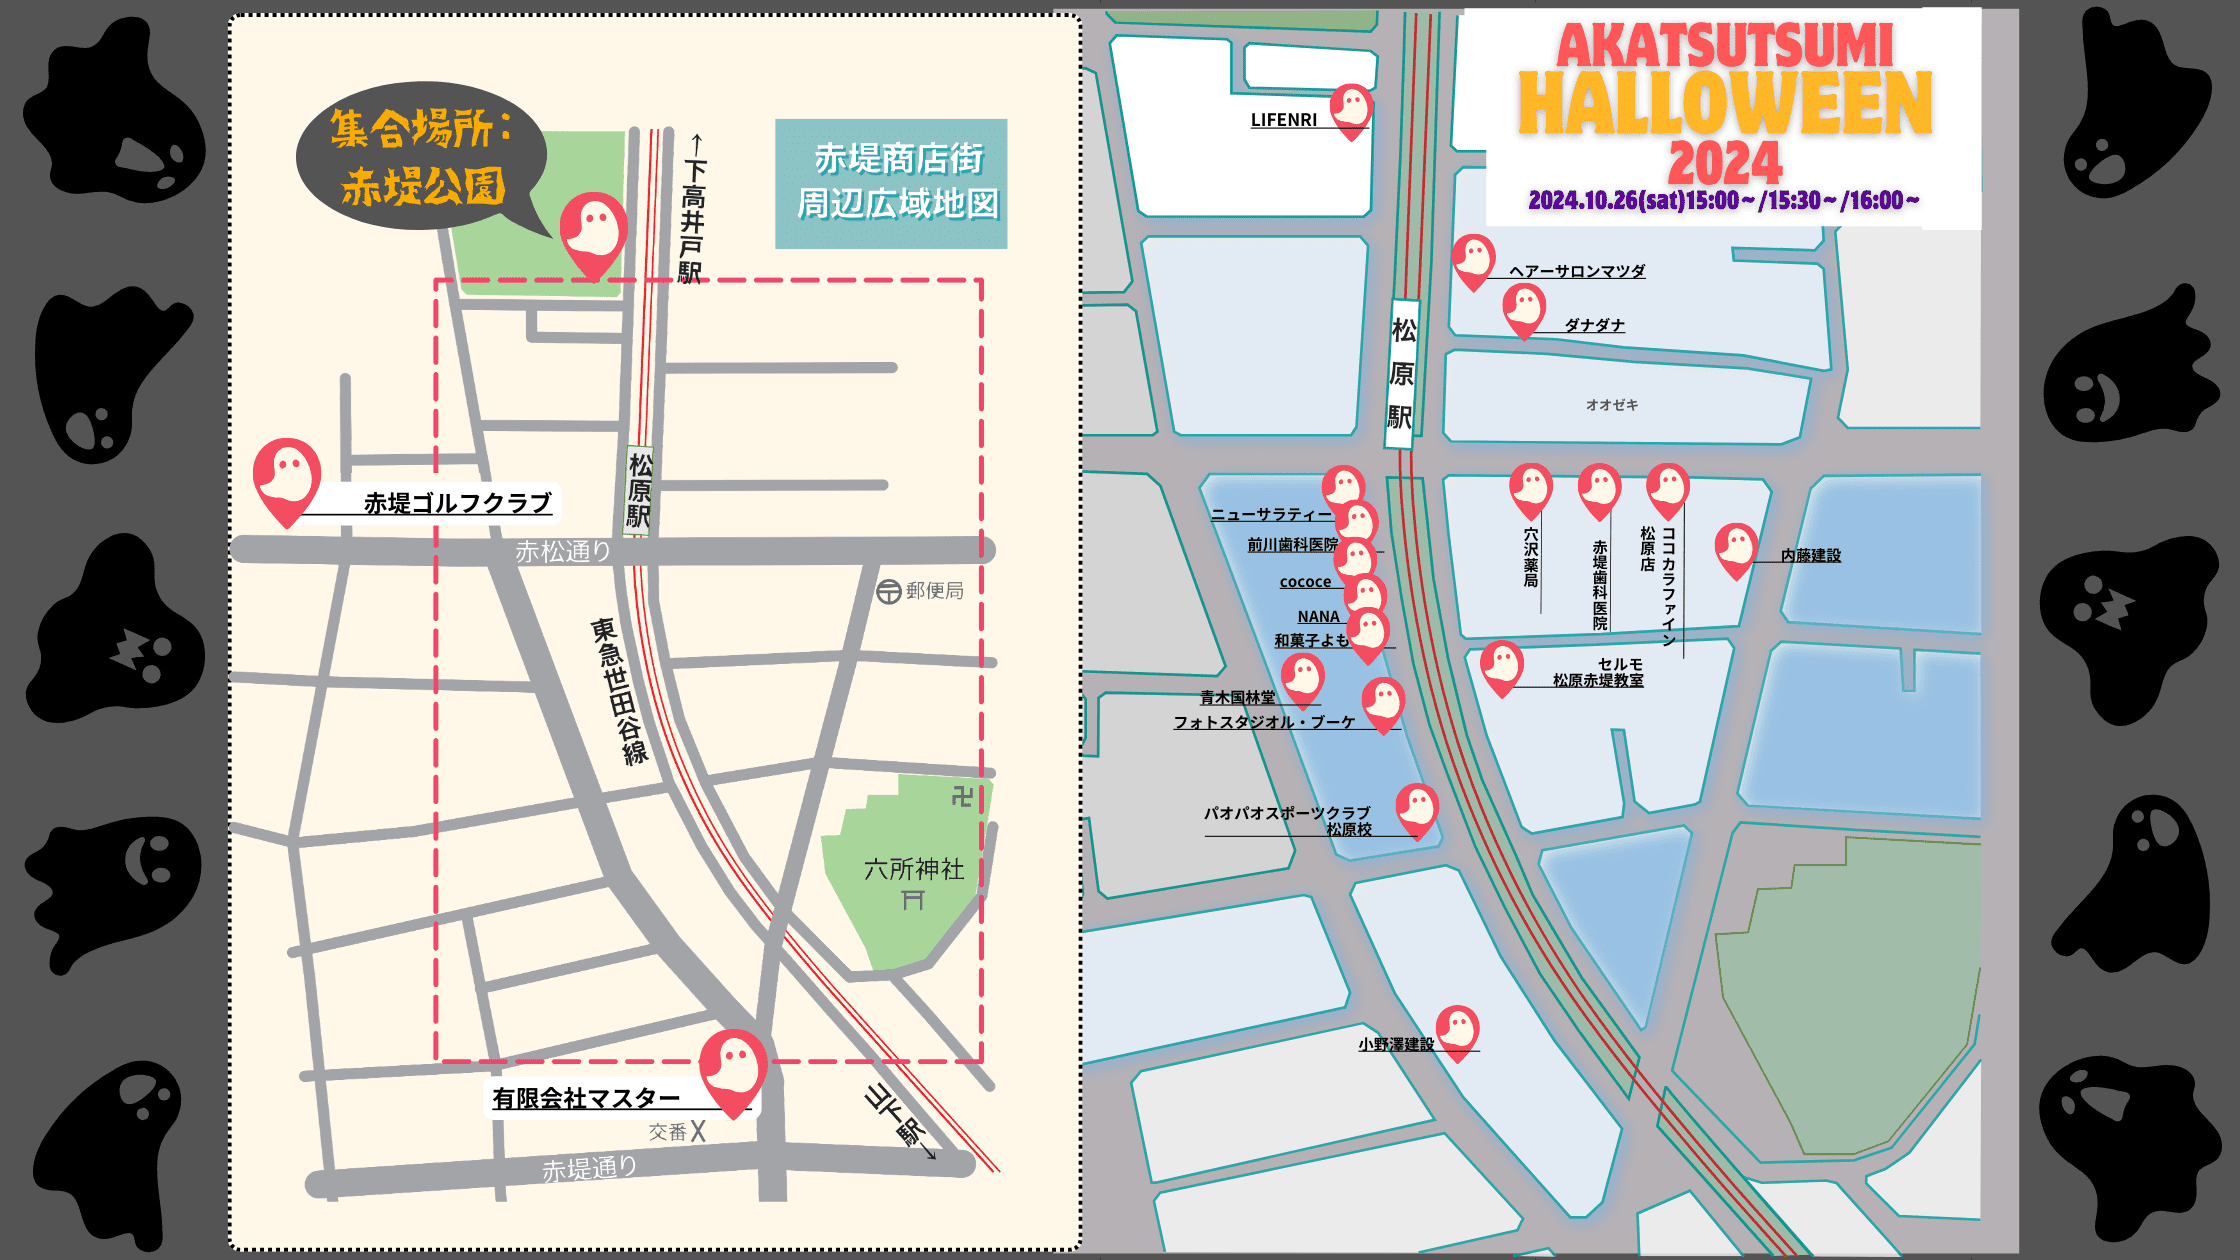 集合場所：
赤堤公園
赤堤商店街
周辺広域地図
↑下高井戸駅
松原駅
赤堤ゴルフクラブ
赤松通り
郵便局
東急世田谷線
六所神社
有限会社マスター
交番
山下駅→
赤堤通り
AKATSUTSUMI
HALLOWEEN
2024
2024.10.26(sat)15:00~/15:30~/16:00~
LIFENRI
ヘアーサロンマツダ
ダナダナ
松原駅
オオゼキ
ニューサラティー
前川歯科医院
cococe
NANA
和菓子よも
青木国林堂
フォトスタジオル・ブーケ
パオパオスポーツクラブ
松原校
穴沢薬局
赤堤歯科医院
ココカラファイン
松原店
内藤建設
セルモ
松原赤堤教室
小野澤建設